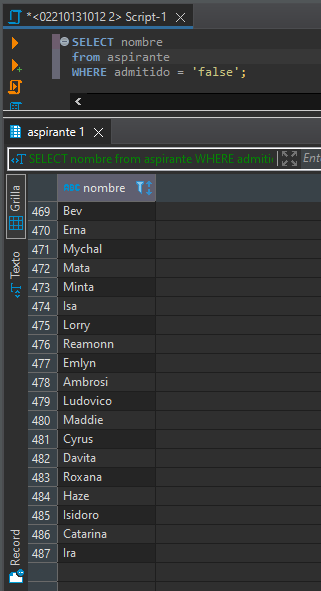 *<02210131012 2> Script-1
SELECT nombre
from aspirante
WHERE admitido = 'false';
aspirante 1
SELECT nombre from aspirante WHERE admitid
Ente
nombre
Grilla
Texto
Record
469 Bev
470 Erna
471 Mychal
472 Mata
473 Minta
474 Isa
475 Lorry
476 Reamonn
477 Emlyn
478 Ambrosi
479 Ludovico
480 Maddie
481 Cyrus
482 Davita
483 Roxana
484 Haze
485 Isidoro
486 Catarina
487 Ira